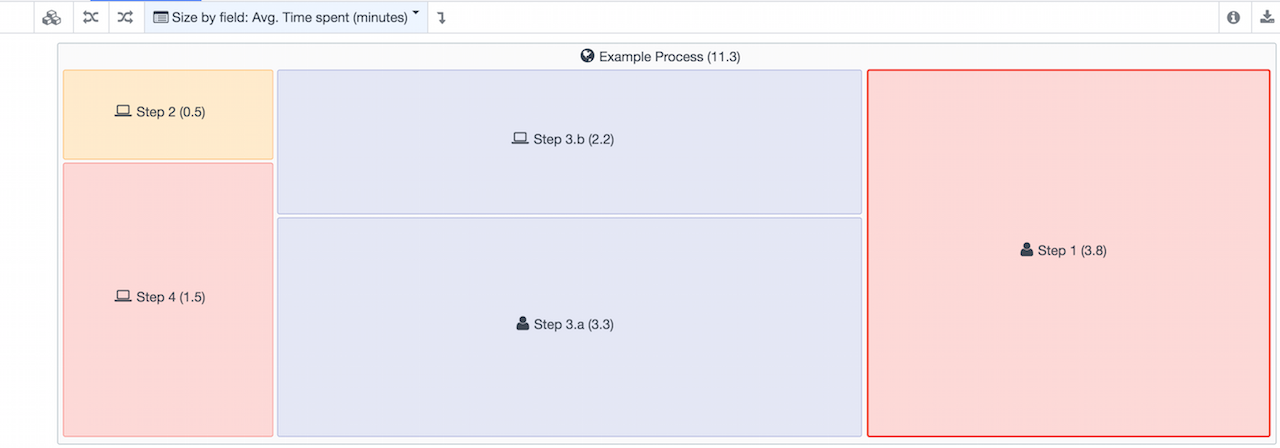 Size by field: Avg. Time spent (minutes)
Example Process (11.3)
Step 2 (0.5)
Step 3.b (2.2)
Step 1 (3.8)
Step 4 (1.5)
Step 3.a (3.3)